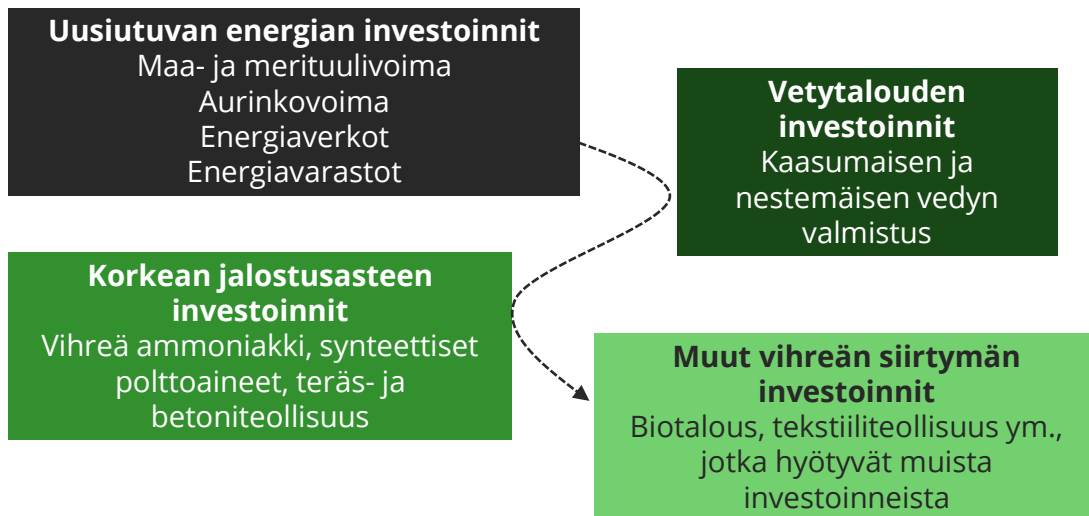 Uusiutuvan energian investoinnit
Maa- ja merituulivoima
Aurinkovoima
Energiaverkot
Energiavarastot
Vetytalouden
investoinnit
Kaasumaisen ja
nestemäisen vedyn
valmistus
Korkean jalostusasteen
investoinnit
Vihreä ammoniakki, synteettiset
polttoaineet, teräs- ja
betoniteollisuus
Muut vihreän siirtymän
investoinnit
Biotalous, tekstiiliteollisuus ym.,
jotka hyötyvät muista
investoinneista